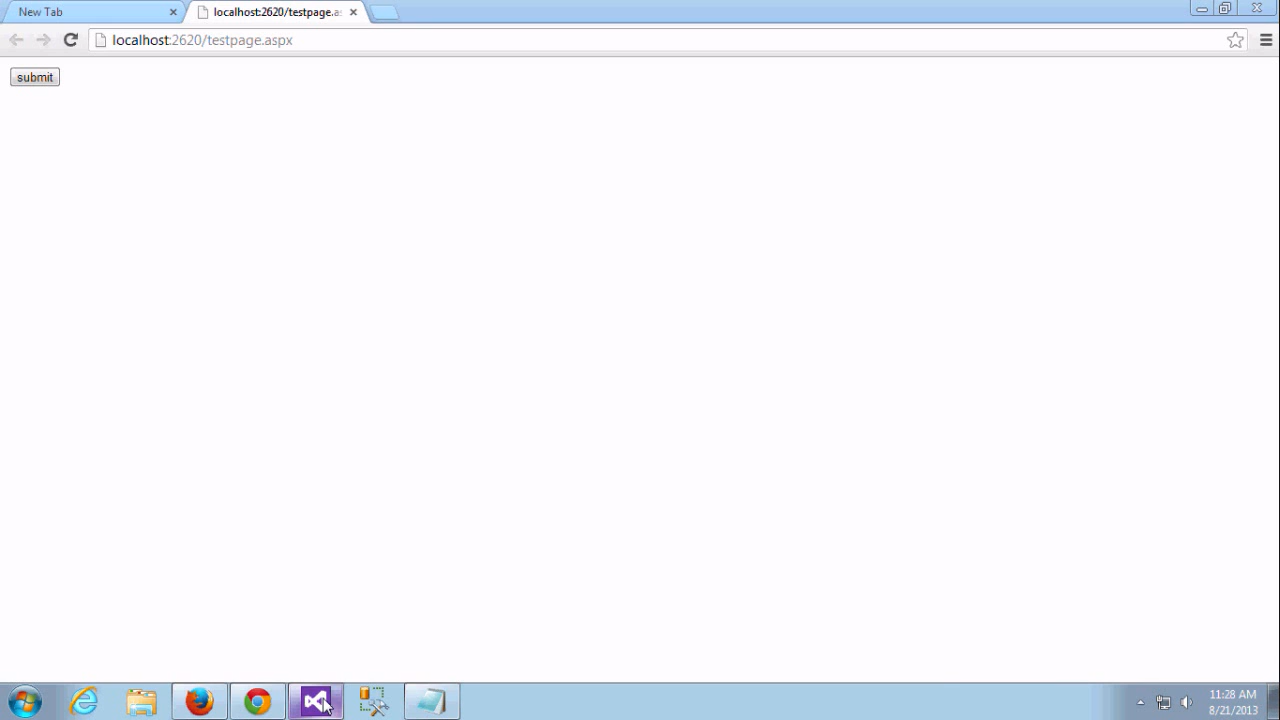 New Tab
localhost:2620/testpage.a
localhost:2620/testpage.aspx
submit
11:28 AM
8/21/2013